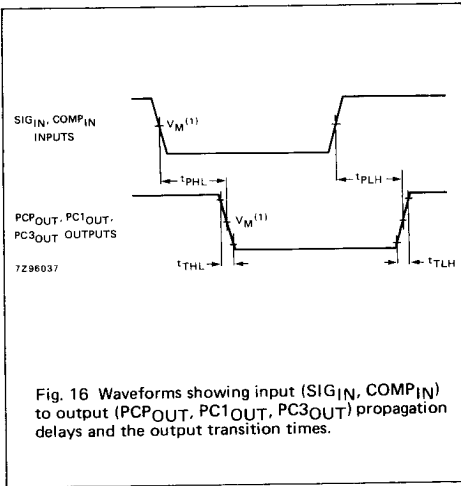 SIGIN, COMPIN
INPUTS
VM(1)
tPHL
tPLH
PCPOUT, PC1OUT,
PC3OUT OUTPUTS
VM(1)
7Z96037
tTHL
tTLH
Fig. 16 Waveforms showing input (SIGIN, COMPIN)
to output (PCPOUT, PC1OUT, PC3OUT) propagation
delays and the output transition times.